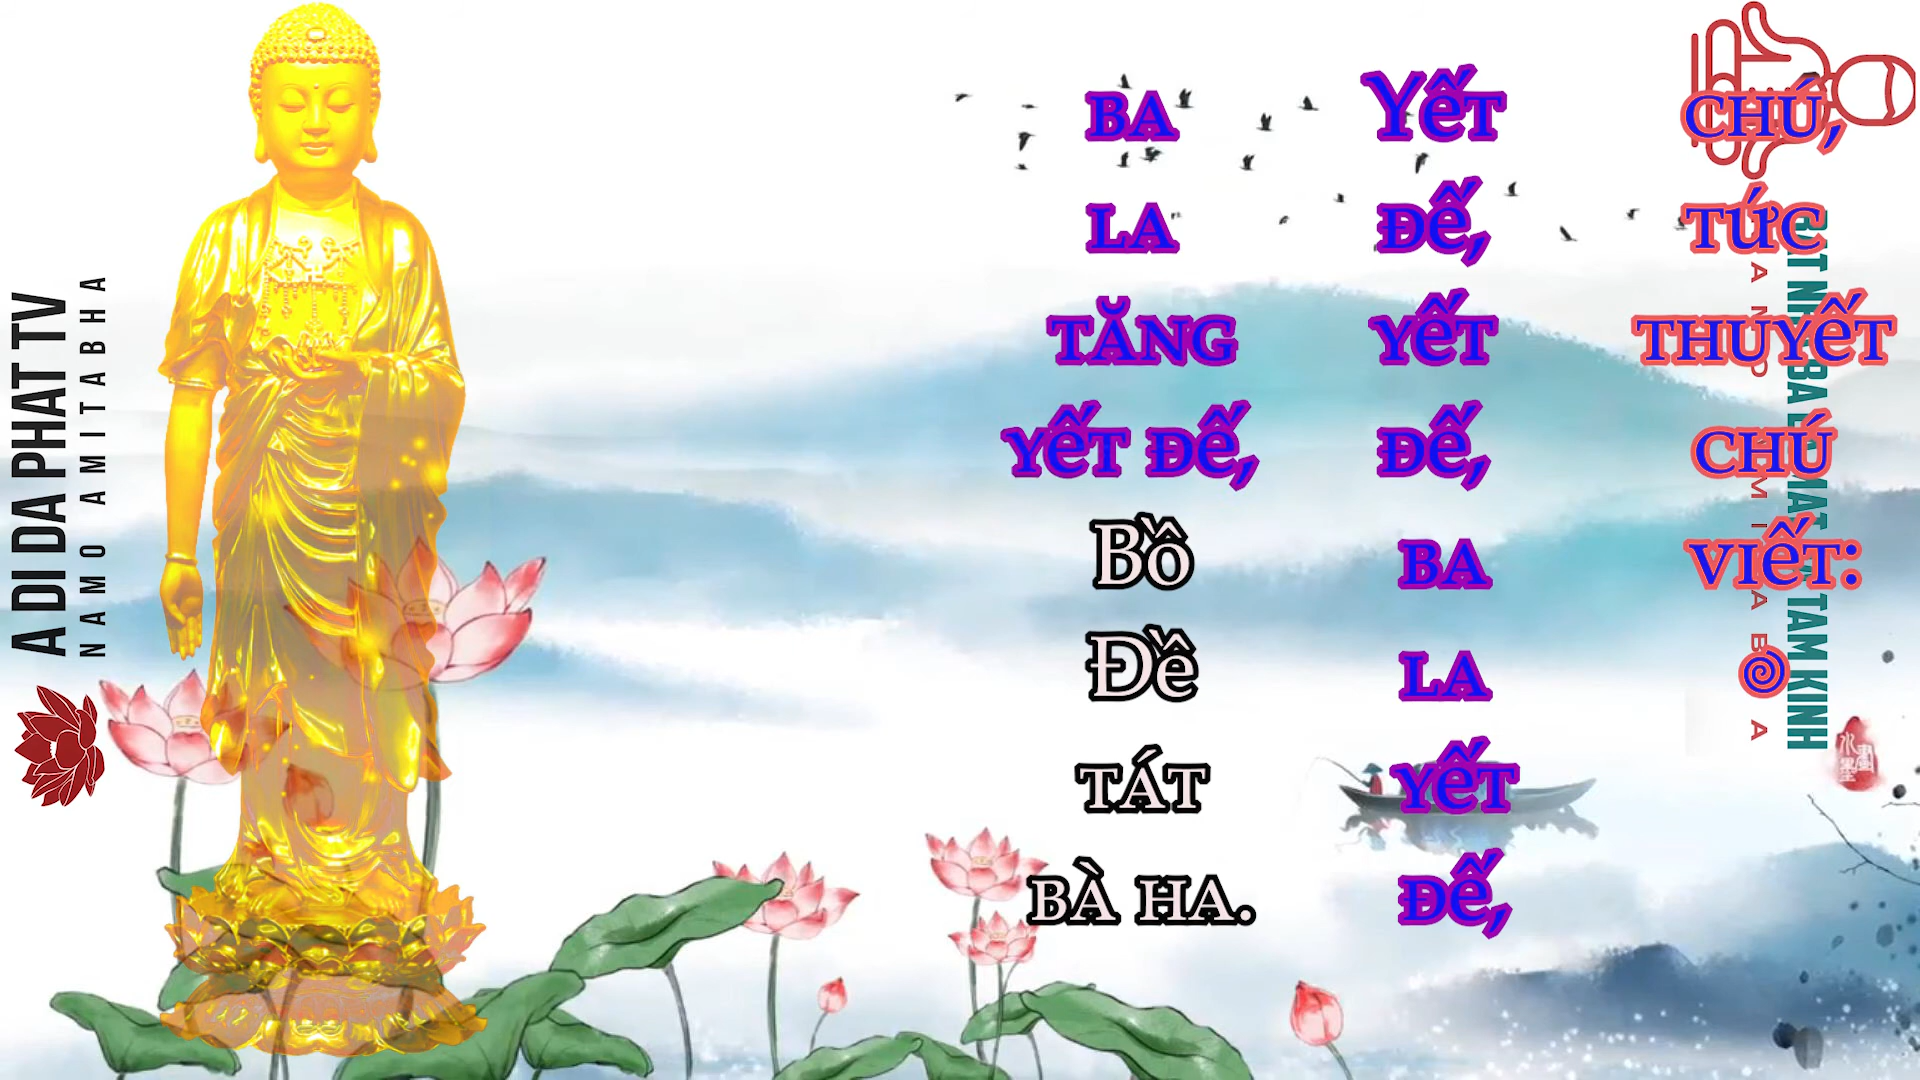 CHÚ,
TỨC
THUYẾT
CHÚ
VIẾT:
YẾT
ĐẾ,
YẾT
ĐẾ,
BA
LA
YẾT
ĐẾ,
BA
LA
TĂNG
YẾT ĐẾ,
BỒ
ĐỀ
TÁT
BÀ HA.
A DI DA PHAT TV
NAMO AMITABHA
TAM KINH